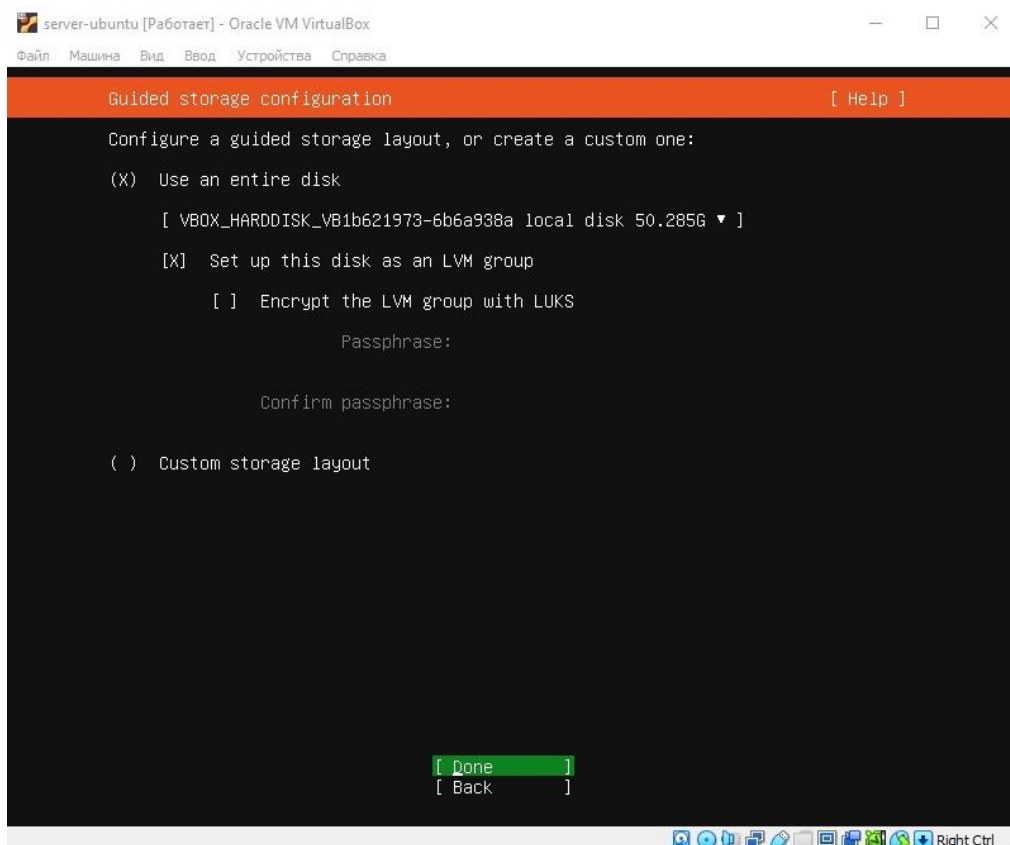 server-ubuntu [Работает] - Oracle VM VirtualBox
Файл Машина Вид Ввод Устройства Справка
Guided storage configuration [ Help ]
Configure a guided storage layout, or create a custom one:
(X) Use an entire disk
[ VBOX_HARDDISK_VB1b621973-6b6a938a local disk 50.285G ▾ ]
[X] Set up this disk as an LVM group
[ ] Encrypt the LVM group with LUKS
Passphrase:
Confirm passphrase:
( ) Custom storage layout
[ Done ]
[ Back ]
Right Ctrl